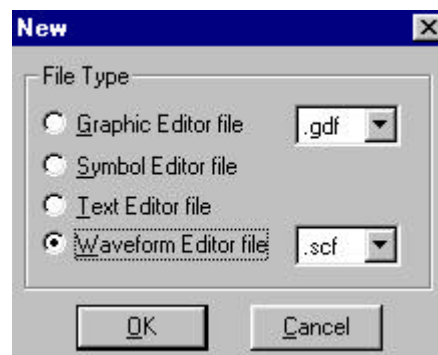 New
File Type
Graphic Editor file .gdf
Symbol Editor file
Text Editor file
Waveform Editor file .scf
OK Cancel